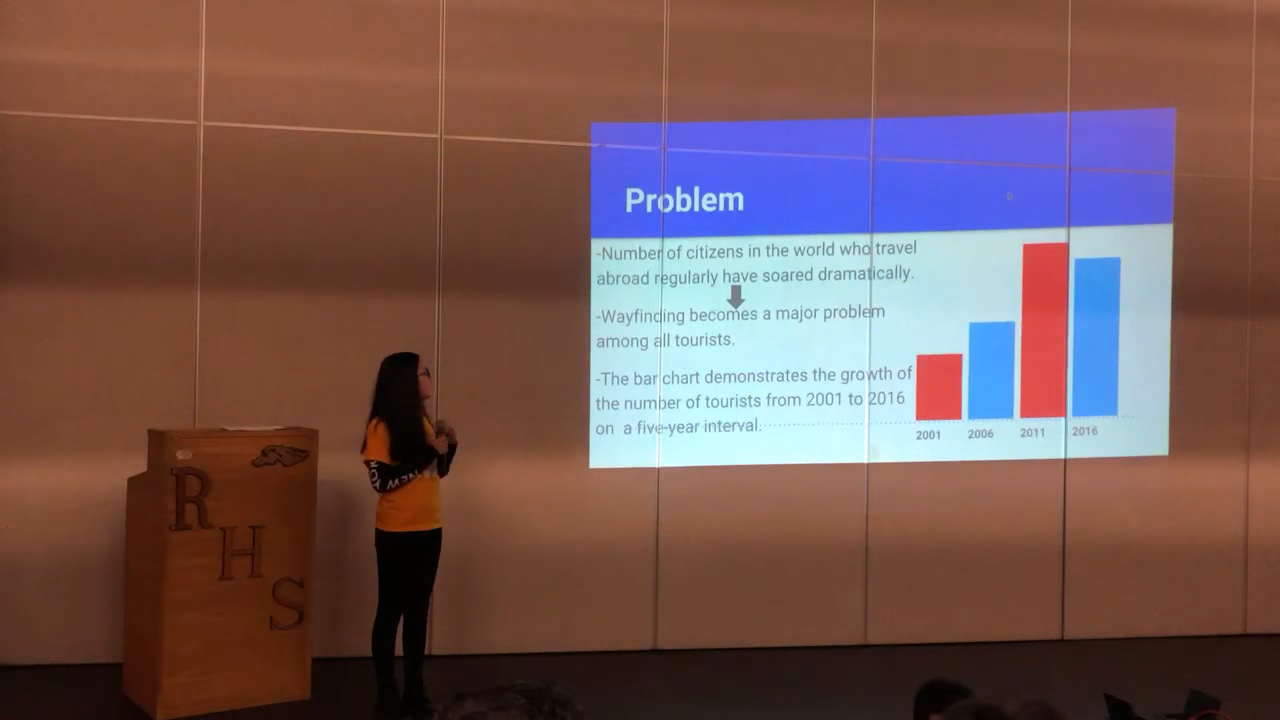 Problem
-Number of citizens in the world who travel
abroad regularly have soared dramatically.
-Wayfinding becomes a major problem
among all tourists.
-The bar chart demonstrates the growth of
the number of tourists from 2001 to 2016
on a five-year interval.
2001 2006 2011 2016
R
H
S
NEW YO